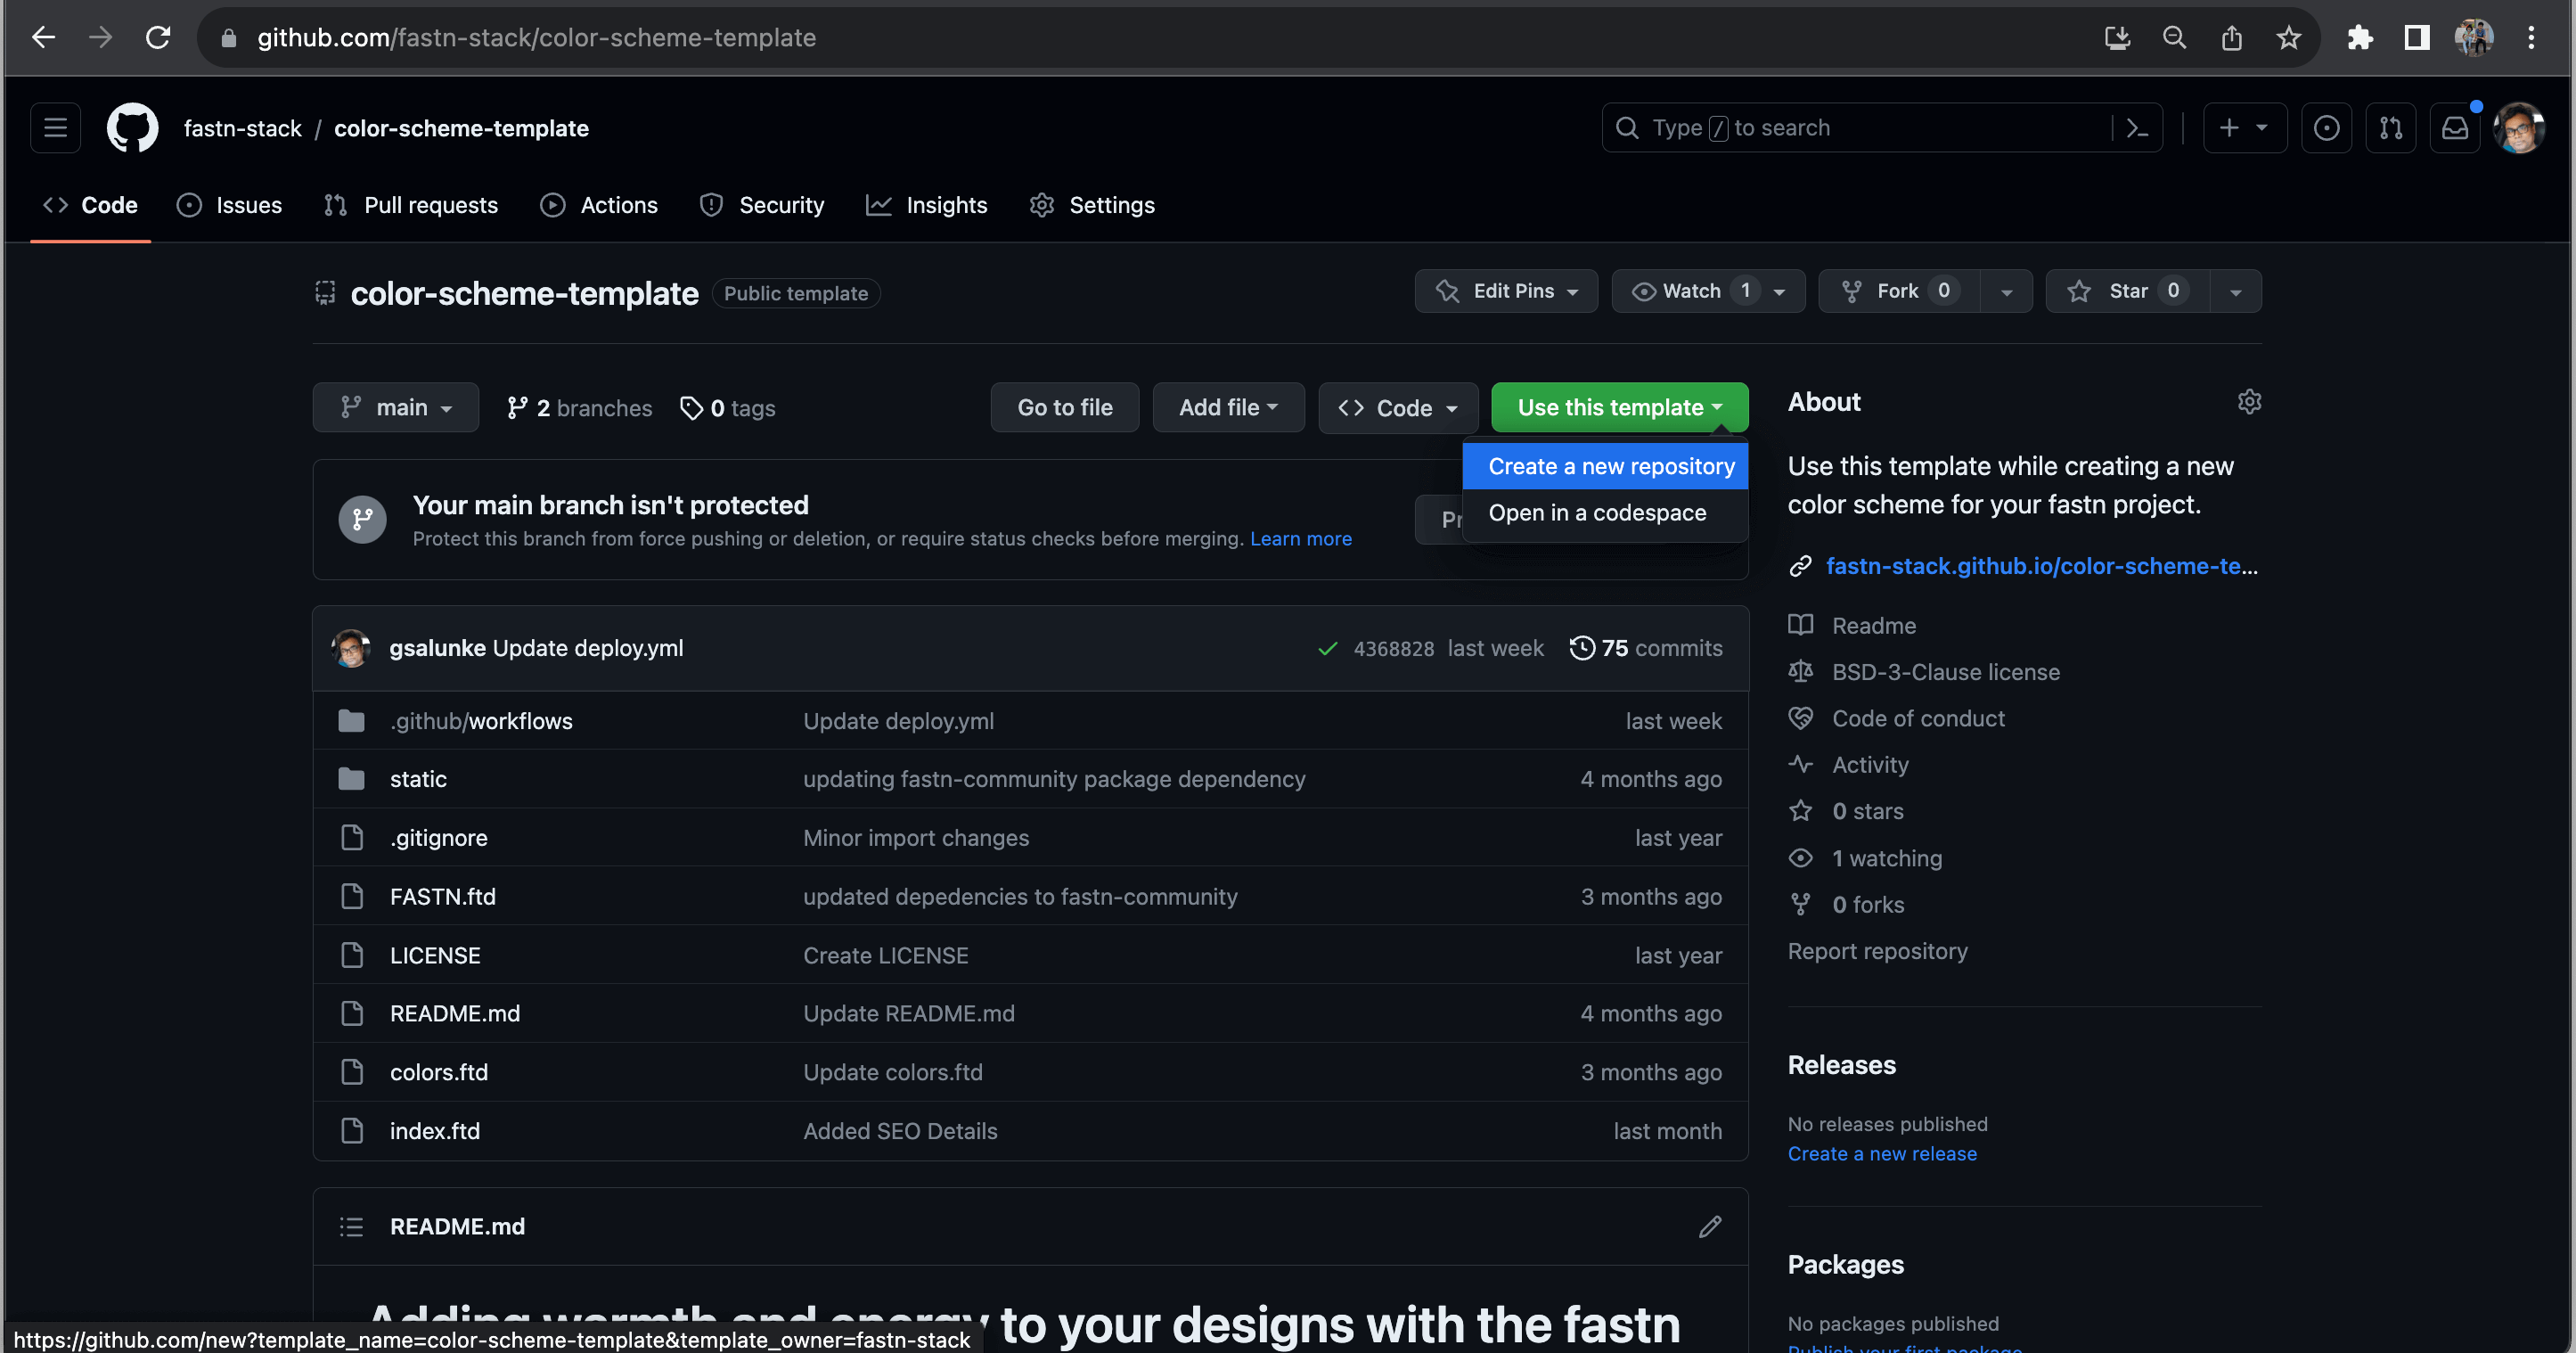 github.com/fastn-stack/color-scheme-template
fastn-stack / color-scheme-template
Type / to search
Code
Issues
Pull requests
Actions
Security
Insights
Settings
color-scheme-template Public template
Edit Pins
Watch 1
Fork 0
Star 0
main
2 branches
0 tags
Go to file
Add file
Code
Use this template
Create a new repository
Open in a codespace
Your main branch isn't protected
Protect this branch from force pushing or deletion, or require status checks before merging. Learn more
gsalunke Update deploy.yml
4368828 last week
75 commits
.github/workflows Update deploy.yml last week
static updating fastn-community package dependency 4 months ago
.gitignore Minor import changes last year
FASTN.ftd updated depedencies to fastn-community 3 months ago
LICENSE Create LICENSE last year
README.md Update README.md 4 months ago
colors.ftd Update colors.ftd 3 months ago
index.ftd Added SEO Details last month
README.md
Adding warmth and energy to your designs with the fastn
About
Use this template while creating a new
color scheme for your fastn project.
fastn-stack.github.io/color-scheme-te...
Readme
BSD-3-Clause license
Code of conduct
Activity
0 stars
1 watching
0 forks
Report repository
Releases
No releases published
Create a new release
Packages
No packages published
Publish your first package
https://github.com/new?template_name=color-scheme-template&template_owner=fastn-stack